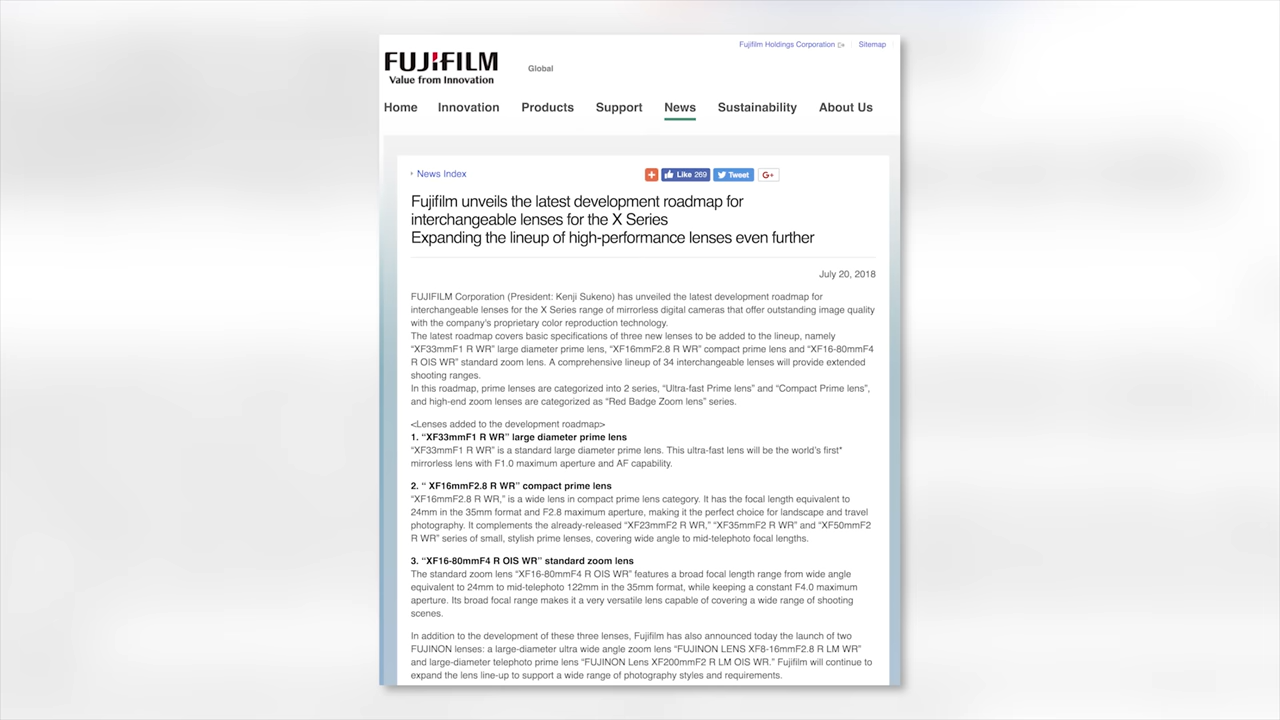 Fujifilm Holdings Corporation
Sitemap
FUJIFILM
Value from Innovation
Global
Home Innovation Products Support News Sustainability About Us
News Index
Like 269
Tweet
G+
Fujifilm unveils the latest development roadmap for
interchangeable lenses for the X Series
Expanding the lineup of high-performance lenses even further
July 20, 2018
FUJIFILM Corporation (President: Kenji Sukeno) has unveiled the latest development roadmap for
interchangeable lenses for the X Series range of mirrorless digital cameras that offer outstanding image quality
with the company's proprietary color reproduction technology.
The latest roadmap covers basic specifications of three new lenses to be added to the lineup, namely
“XF33mmF1 R WR” large diameter prime lens, “XF16mmF2.8 R WR” compact prime lens and “XF16-80mmF4
R OIS WR” standard zoom lens. A comprehensive lineup of 34 interchangeable lenses will provide extended
shooting ranges.
In this roadmap, prime lenses are categorized into 2 series, “Ultra-fast Prime lens” and “Compact Prime lens”,
and high-end zoom lenses are categorized as “Red Badge Zoom lens” series.
<Lenses added to the development roadmap>
1. “XF33mmF1 R WR” large diameter prime lens
“XF33mmF1 R WR” is a standard large diameter prime lens. This ultra-fast lens will be the world's first*
mirrorless lens with F1.0 maximum aperture and AF capability.
2. “ XF16mmF2.8 R WR” compact prime lens
“XF16mmF2.8 R WR,” is a wide lens in compact prime lens category. It has the focal length equivalent to
24mm in the 35mm format and F2.8 maximum aperture, making it the perfect choice for landscape and travel
photography. It complements the already-released “XF23mmF2 R WR,” “XF35mmF2 R WR” and “XF50mmF2
R WR” series of small, stylish prime lenses, covering wide angle to mid-telephoto focal lengths.
3. “XF16-80mmF4 R OIS WR” standard zoom lens
The standard zoom lens “XF16-80mmF4 R OIS WR” features a broad focal length range from wide angle
equivalent to 24mm to mid-telephoto 122mm in the 35mm format, while keeping a constant F4.0 maximum
aperture. Its broad focal range makes it a very versatile lens capable of covering a wide range of shooting
scenes.
In addition to the development of these three lenses, Fujifilm has also announced today the launch of two
FUJINON lenses: a large-diameter ultra wide angle zoom lens “FUJINON LENS XF8-16mmF2.8 R LM WR”
and large-diameter telephoto prime lens “FUJINON Lens XF200mmF2 R LM OIS WR.” Fujifilm will continue to
expand the lens line-up to support a wide range of photography styles and requirements.